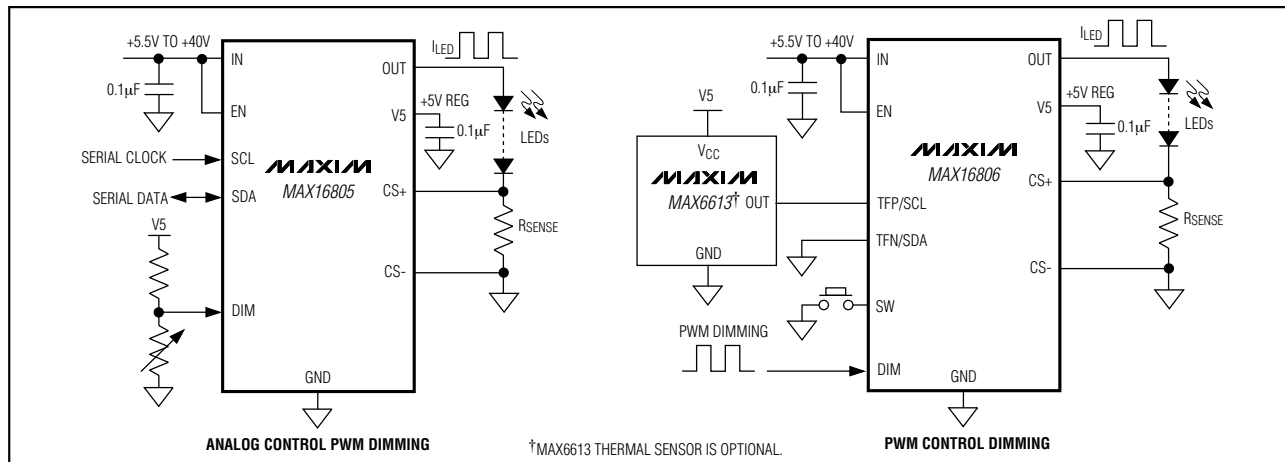 +5.5V TO +40V
IN
ILED
OUT
0.1µF
EN
V5
+5V REG
0.1µF
LEDs
SERIAL CLOCK
SCL
MAXIM
MAX16805
SERIAL DATA
SDA
CS+
V5
RSENSE
CS-
DIM
GND
ANALOG CONTROL PWM DIMMING
+5.5V TO +40V
IN
ILED
OUT
0.1µF
EN
V5
+5V REG
0.1µF
LEDs
V5
VCC
MAXIM
MAX6613† OUT
GND
MAXIM
MAX16806
TFP/SCL
CS+
TFN/SDA
RSENSE
CS-
SW
PWM DIMMING
DIM
GND
†MAX6613 THERMAL SENSOR IS OPTIONAL.
PWM CONTROL DIMMING